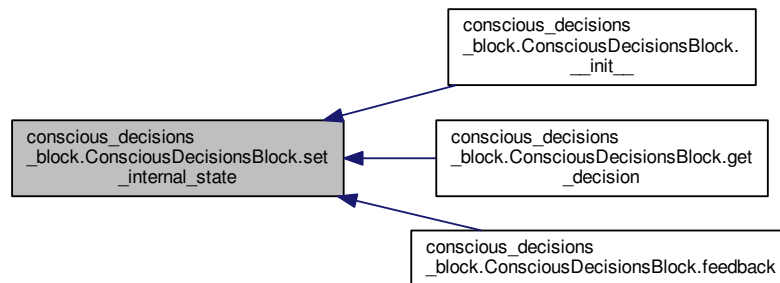 conscious_decisions
_block.ConsciousDecisionsBlock.
__init__
conscious_decisions
_block.ConsciousDecisionsBlock.set
_internal_state
conscious_decisions
_block.ConsciousDecisionsBlock.get
_decision
conscious_decisions
_block.ConsciousDecisionsBlock.feedback